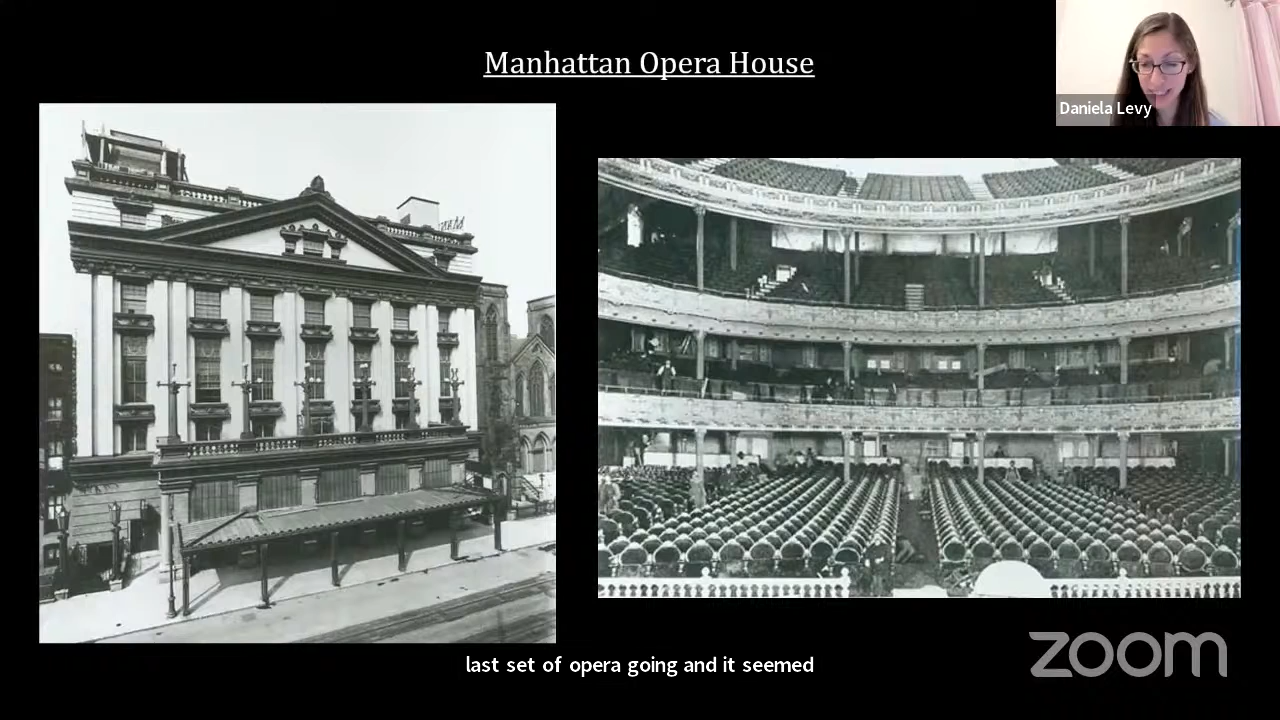 Manhattan Opera House
Daniela Levy
last set of opera going and it seemed
zoom